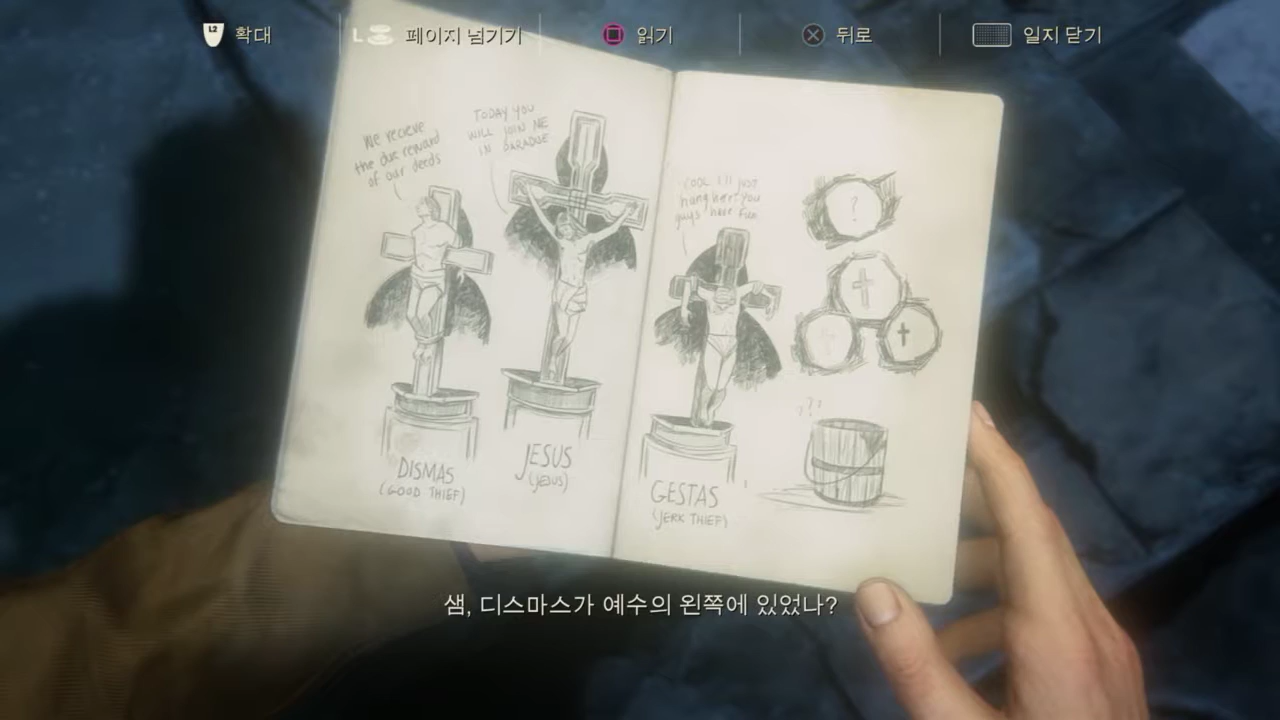 L2 확대
L 페이지 넘기기
읽기
뒤로
일지 닫기
We recieve
the due reward
of our deeds
TODAY YOU
WILL JOIN ME
IN PARADISE
COOL I'll just
hang here. you
guys have fun
?
???
DISMAS
(GOOD THIEF)
JESUS
(JESUS)
GESTAS
(JERK THIEF)
샘, 디스마스가 예수의 왼쪽에 있었나?